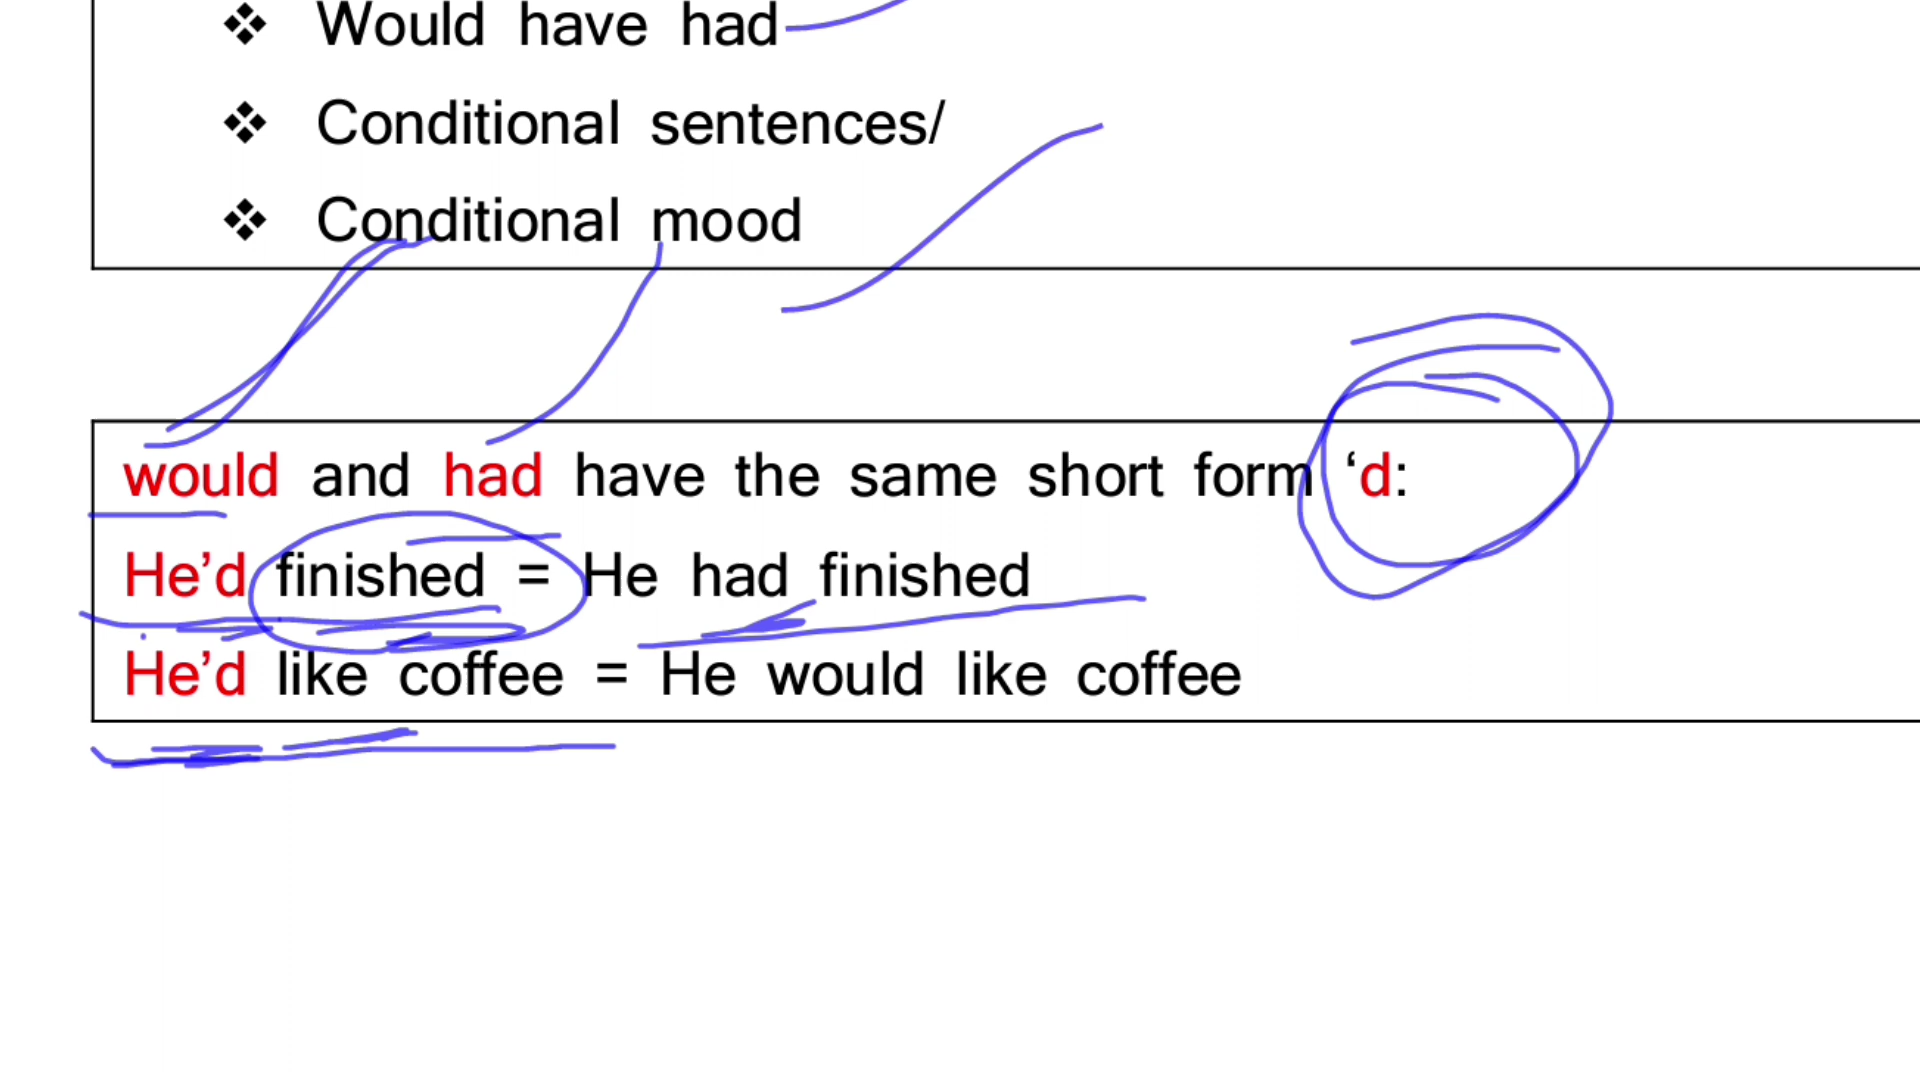 ❖ Would have had
❖ Conditional sentences/
❖ Conditional mood
would and had have the same short form ‘d:
He’d finished = He had finished
He’d like coffee = He would like coffee